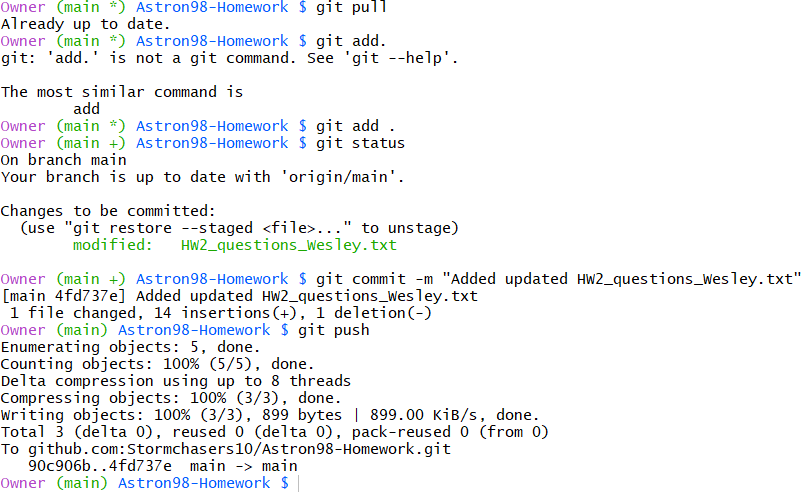 Owner (main *) Astron98-Homework $ git pull
Already up to date.
Owner (main *) Astron98-Homework $ git add.
git: 'add.' is not a git command. See 'git --help'.
The most similar command is
add
Owner (main *) Astron98-Homework $ git add .
Owner (main +) Astron98-Homework $ git status
On branch main
Your branch is up to date with 'origin/main'.
Changes to be committed:
(use "git restore --staged <file>..." to unstage)
modified:   HW2_questions_Wesley.txt
Owner (main +) Astron98-Homework $ git commit -m "Added updated HW2_questions_Wesley.txt"
[main 4fd737e] Added updated HW2_questions_Wesley.txt
1 file changed, 14 insertions(+), 1 deletion(-)
Owner (main) Astron98-Homework $ git push
Enumerating objects: 5, done.
Counting objects: 100% (5/5), done.
Delta compression using up to 8 threads
Compressing objects: 100% (3/3), done.
Writing objects: 100% (3/3), 899 bytes | 899.00 KiB/s, done.
Total 3 (delta 0), reused 0 (delta 0), pack-reused 0 (from 0)
To github.com:Stormchasers10/Astron98-Homework.git
90c906b..4fd737e  main -> main
Owner (main) Astron98-Homework $